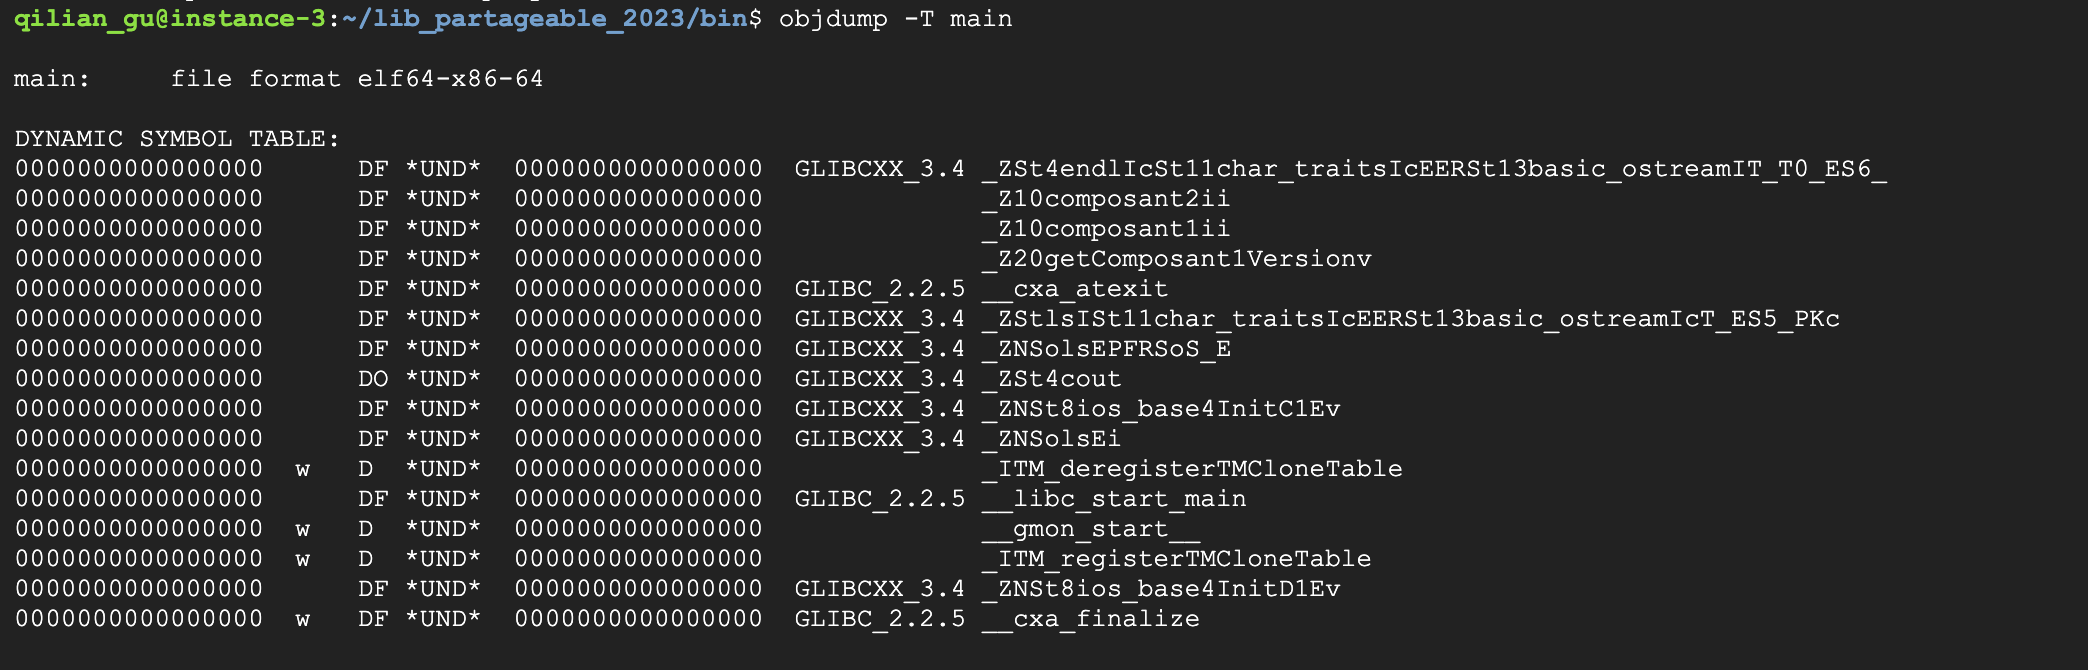 qilian_gu@instance-3:~/lib_partageable_2023/bin$ objdump -T main
main:     file format elf64-x86-64
DYNAMIC SYMBOL TABLE:
0000000000000000      DF *UND*  0000000000000000  GLIBCXX_3.4 _ZSt4endlIcSt11char_traitsIcEERSt13basic_ostreamIT_T0_ES6_
0000000000000000      DF *UND*  0000000000000000              _Z10composant2ii
0000000000000000      DF *UND*  0000000000000000              _Z10composant1ii
0000000000000000      DF *UND*  0000000000000000              _Z20getComposant1Versionv
0000000000000000      DF *UND*  0000000000000000  GLIBC_2.2.5 __cxa_atexit
0000000000000000      DF *UND*  0000000000000000  GLIBCXX_3.4 _ZStlsISt11char_traitsIcEERSt13basic_ostreamIcT_ES5_PKc
0000000000000000      DF *UND*  0000000000000000  GLIBCXX_3.4 _ZNSolsEPFRSoS_E
0000000000000000      DO *UND*  0000000000000000  GLIBCXX_3.4 _ZSt4cout
0000000000000000      DF *UND*  0000000000000000  GLIBCXX_3.4 _ZNSt8ios_base4InitC1Ev
0000000000000000      DF *UND*  0000000000000000  GLIBCXX_3.4 _ZNSolsEi
0000000000000000  w   D  *UND*  0000000000000000              _ITM_deregisterTMCloneTable
0000000000000000      DF *UND*  0000000000000000  GLIBC_2.2.5 __libc_start_main
0000000000000000  w   D  *UND*  0000000000000000              __gmon_start__
0000000000000000  w   D  *UND*  0000000000000000              _ITM_registerTMCloneTable
0000000000000000      DF *UND*  0000000000000000  GLIBCXX_3.4 _ZNSt8ios_base4InitD1Ev
0000000000000000  w   DF *UND*  0000000000000000  GLIBC_2.2.5 __cxa_finalize